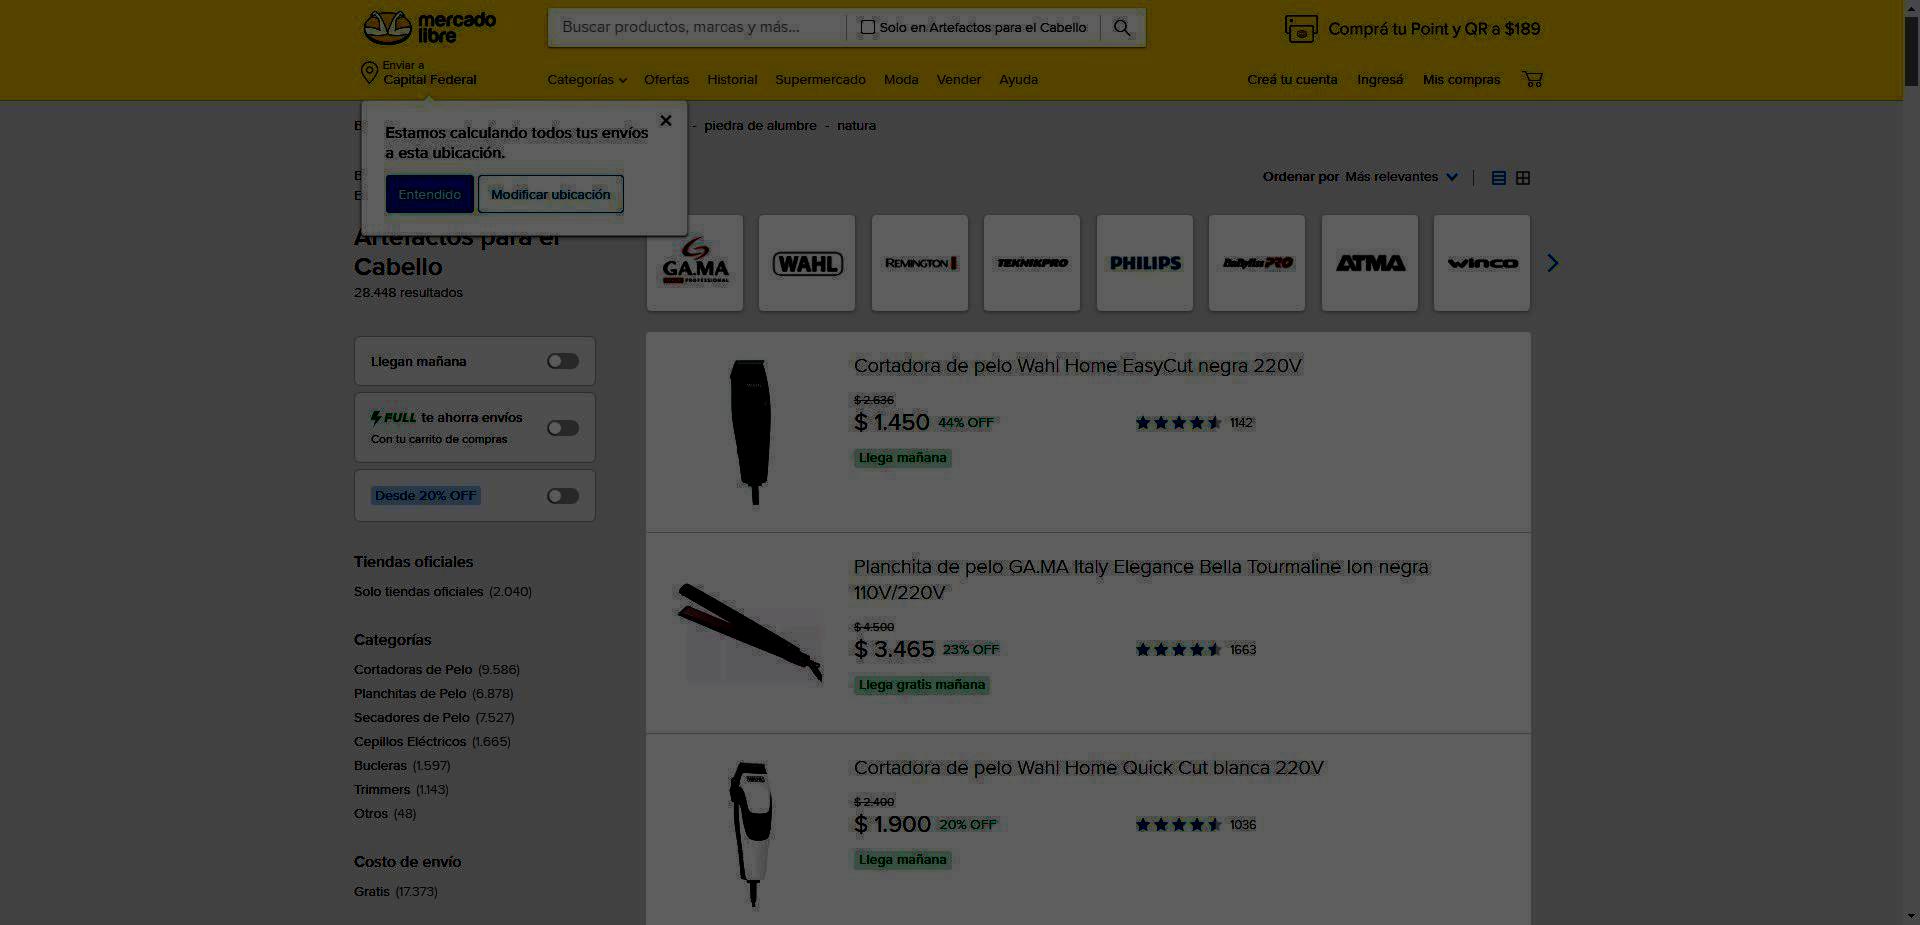 mercado
libre
Buscar productos, marcas y más...
Solo en Artefactos para el Cabello
Comprá tu Point y QR a $189
Enviar a
Capital Federal
Categorías
Ofertas
Historial
Supermercado
Moda
Vender
Ayuda
Creá tu cuenta
Ingresá
Mis compras
- piedra de alumbre - natura
Estamos calculando todos tus envíos
a esta ubicación.
Entendido
Modificar ubicación
Ordenar por Más relevantes
Artefactos para el
Cabello
28.448 resultados
GA.MA
PROFESSIONAL
WAHL
REMINGTON
TEKNIKPRO
PHILIPS
BaBylissPRO
ATMA
WINCO
Llegan mañana
FULL te ahorra envíos
Con tu carrito de compras
Desde 20% OFF
Tiendas oficiales
Solo tiendas oficiales (2.040)
Categorías
Cortadoras de Pelo (9.586)
Planchitas de Pelo (6.878)
Secadores de Pelo (7.527)
Cepillos Eléctricos (1.665)
Bucleras (1.597)
Trimmers (1.143)
Otros (48)
Costo de envío
Gratis (17.373)
Cortadora de pelo Wahl Home EasyCut negra 220V
$ 2.636
$ 1.450 44% OFF
1142
Llega mañana
Planchita de pelo GA.MA Italy Elegance Bella Tourmaline Ion negra
110V/220V
$ 4.500
$ 3.465 23% OFF
1663
Llega gratis mañana
Cortadora de pelo Wahl Home Quick Cut blanca 220V
$ 2.400
$ 1.900 20% OFF
1036
Llega mañana